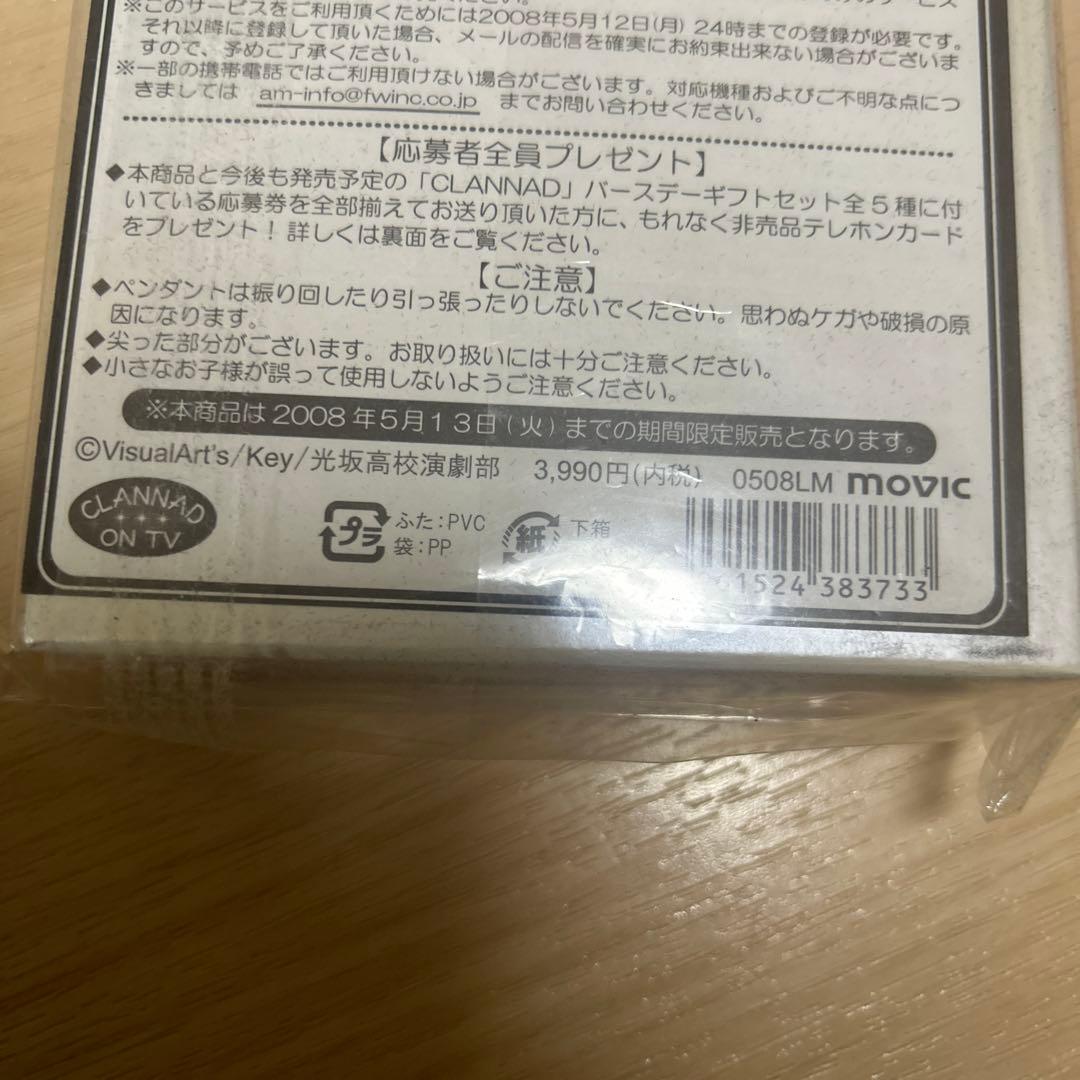 ※このサービスをご利用頂くためには2008年5月12日(月) 24時までの登録が必要です。
それ以降に登録して頂いた場合、メールの配信を確実にお約束出来ない場合がございま
すので、予めご了承ください。
※一部の携帯電話ではご利用頂けない場合がございます。対応機種およびご不明な点につ
きましては am-info@fwinc.co.jp までお問い合わせください。
【応募者全員プレゼント】
◆本商品と今後も発売予定の「CLANNAD」バースデーギフトセット全5種に付
いている応募券を全部揃えてお送り頂いた方に、もれなく非売品テレホンカード
をプレゼント！詳しくは裏面をご覧ください。
【ご注意】
◆ペンダントは振り回したり引っ張ったりしないでください。思わぬケガや破損の原
因になります。
◆尖った部分がございます。お取り扱いには十分ご注意ください。
◆小さなお子様が誤って使用しないようご注意ください。
※本商品は2008年5月13日(火)までの期間限定販売となります。
©VisualArt's/Key/光坂高校演劇部 3,990円(内税) 0508LM movic
CLANNAD
ON TV
プラ
ふた:PVC
袋:PP
紙
下箱
1524 383733